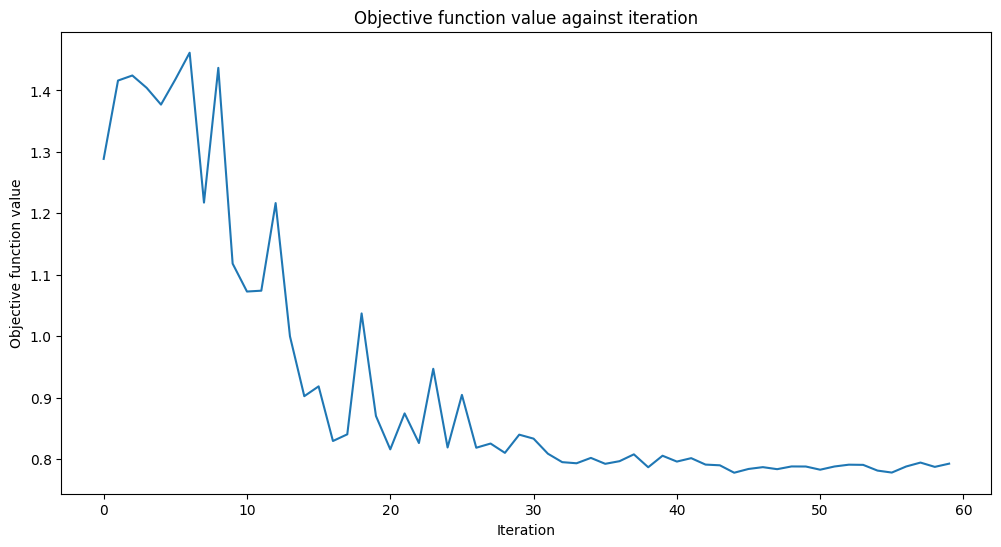 Objective function value against iteration
Objective function value
1.4
1.3
1.2
1.1
1.0
0.9
0.8
0 10 20 30 40 50 60
Iteration